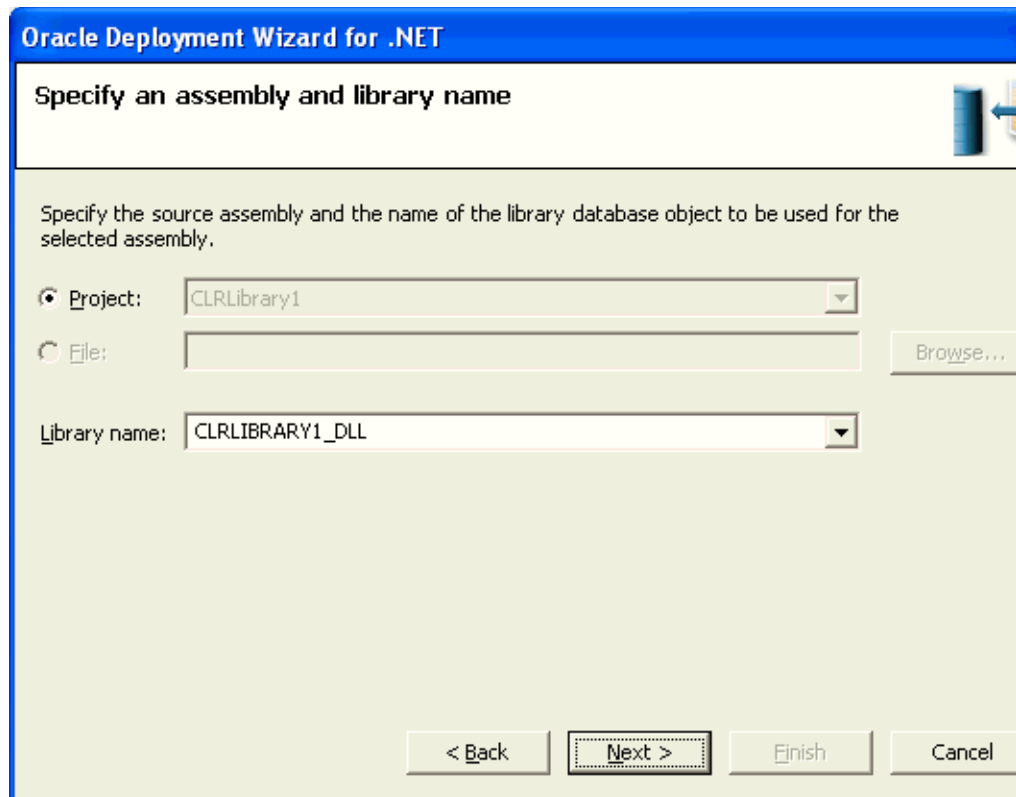 Oracle Deployment Wizard for .NET
Specify an assembly and library name
Specify the source assembly and the name of the library database object to be used for the
selected assembly.
Project: CLRLibrary1
File: Browse...
Library name: CLRLIBRARY1_DLL
< Back Next > Finish Cancel